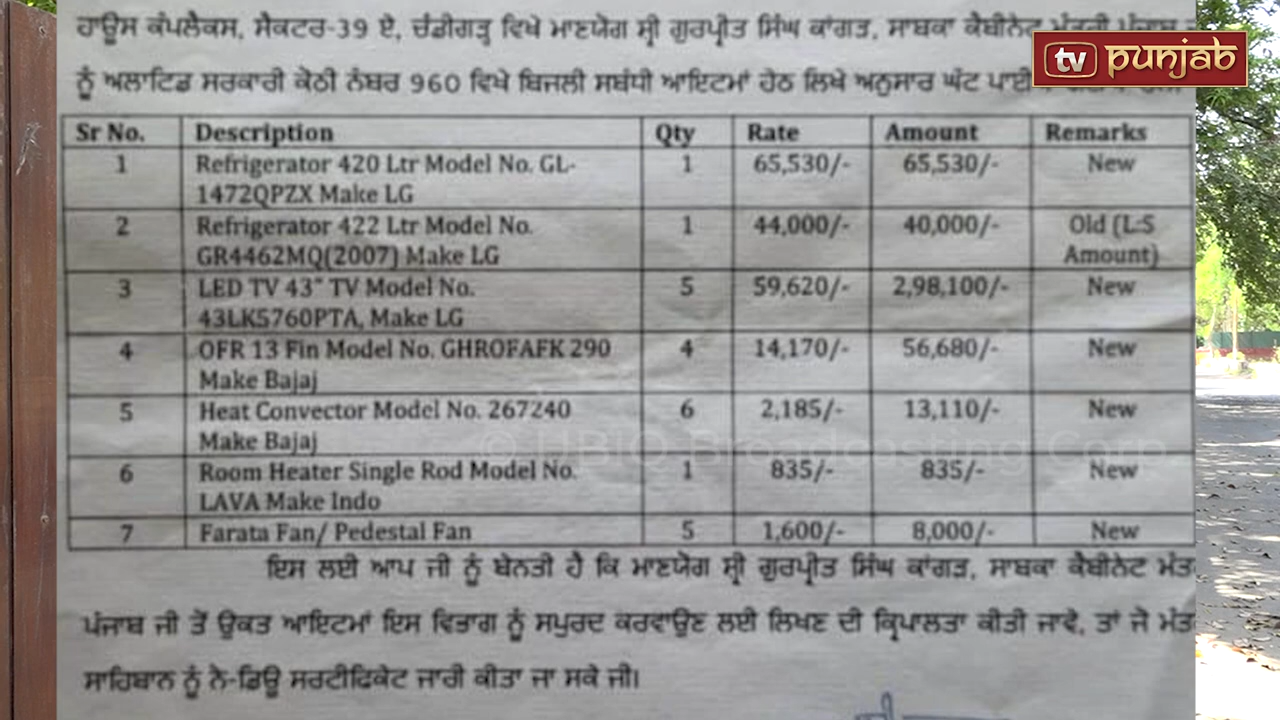 ਹਾਊਸ ਕੰਪਲੈਕਸ, ਸੈਕਟਰ-39 ਏ, ਚੰਡੀਗੜ੍ਹ ਵਿਖੇ ਮਾਣਯੋਗ ਸ੍ਰੀ ਗੁਰਪ੍ਰੀਤ ਸਿੰਘ ਕਾਂਗੜ, ਸਾਬਕਾ ਕੈਬੀਨੇਟ ਮੰਤਰੀ ਪੰਜਾਬ
tv punjab
ਨੂੰ ਅਲਾਟਿਡ ਸਰਕਾਰੀ ਕੋਠੀ ਨੰਬਰ 960 ਵਿਖੇ ਬਿਜਲੀ ਸਬੰਧੀ ਆਇਟਮਾਂ ਹੇਠ ਲਿਖੇ ਅਨੁਸਾਰ ਘੱਟ ਪਾਈ
Sr No. Description Qty Rate Amount Remarks
1 Refrigerator 420 Ltr Model No. GL- 1 65,530/- 65,530/- New
1472QPZX Make LG
2 Refrigerator 422 Ltr Model No. 1 44,000/- 40,000/- Old (L:S
GR4462MQ(2007) Make LG Amount)
3 LED TV 43" TV Model No. 5 59,620/- 2,98,100/- New
43LK5760PTA, Make LG
4 OFR 13 Fin Model No. GHROFAFK 290 4 14,170/- 56,680/- New
Make Bajaj
5 Heat Convector Model No. 267240 6 2,185/- 13,110/- New
Make Bajaj
© HBIQ Broadcasting Corp
6 Room Heater Single Rod Model No. 1 835/- 835/- New
LAVA Make Indo
7 Farata Fan/ Pedestal Fan 5 1,600/- 8,000/- New
ਇਸ ਲਈ ਆਪ ਜੀ ਨੂੰ ਬੇਨਤੀ ਹੈ ਕਿ ਮਾਣਯੋਗ ਸ੍ਰੀ ਗੁਰਪ੍ਰੀਤ ਸਿੰਘ ਕਾਂਗੜ, ਸਾਬਕਾ ਕੈਬੀਨੇਟ ਮੰਤ
ਪੰਜਾਬ ਜੀ ਤੋਂ ਉਕਤ ਆਇਟਮਾਂ ਇਸ ਵਿਭਾਗ ਨੂੰ ਸਪੁਰਦ ਕਰਵਾਉਣ ਲਈ ਲਿਖਣ ਦੀ ਕ੍ਰਿਪਾਲਤਾ ਕੀਤੀ ਜਾਵੇ, ਤਾਂ ਜੋ ਮੰਤ
ਸਾਹਿਬਾਨ ਨੂੰ ਨੋ-ਡਿਊ ਸਰਟੀਫਿਕੇਟ ਜਾਰੀ ਕੀਤਾ ਜਾ ਸਕੇ ਜੀ।